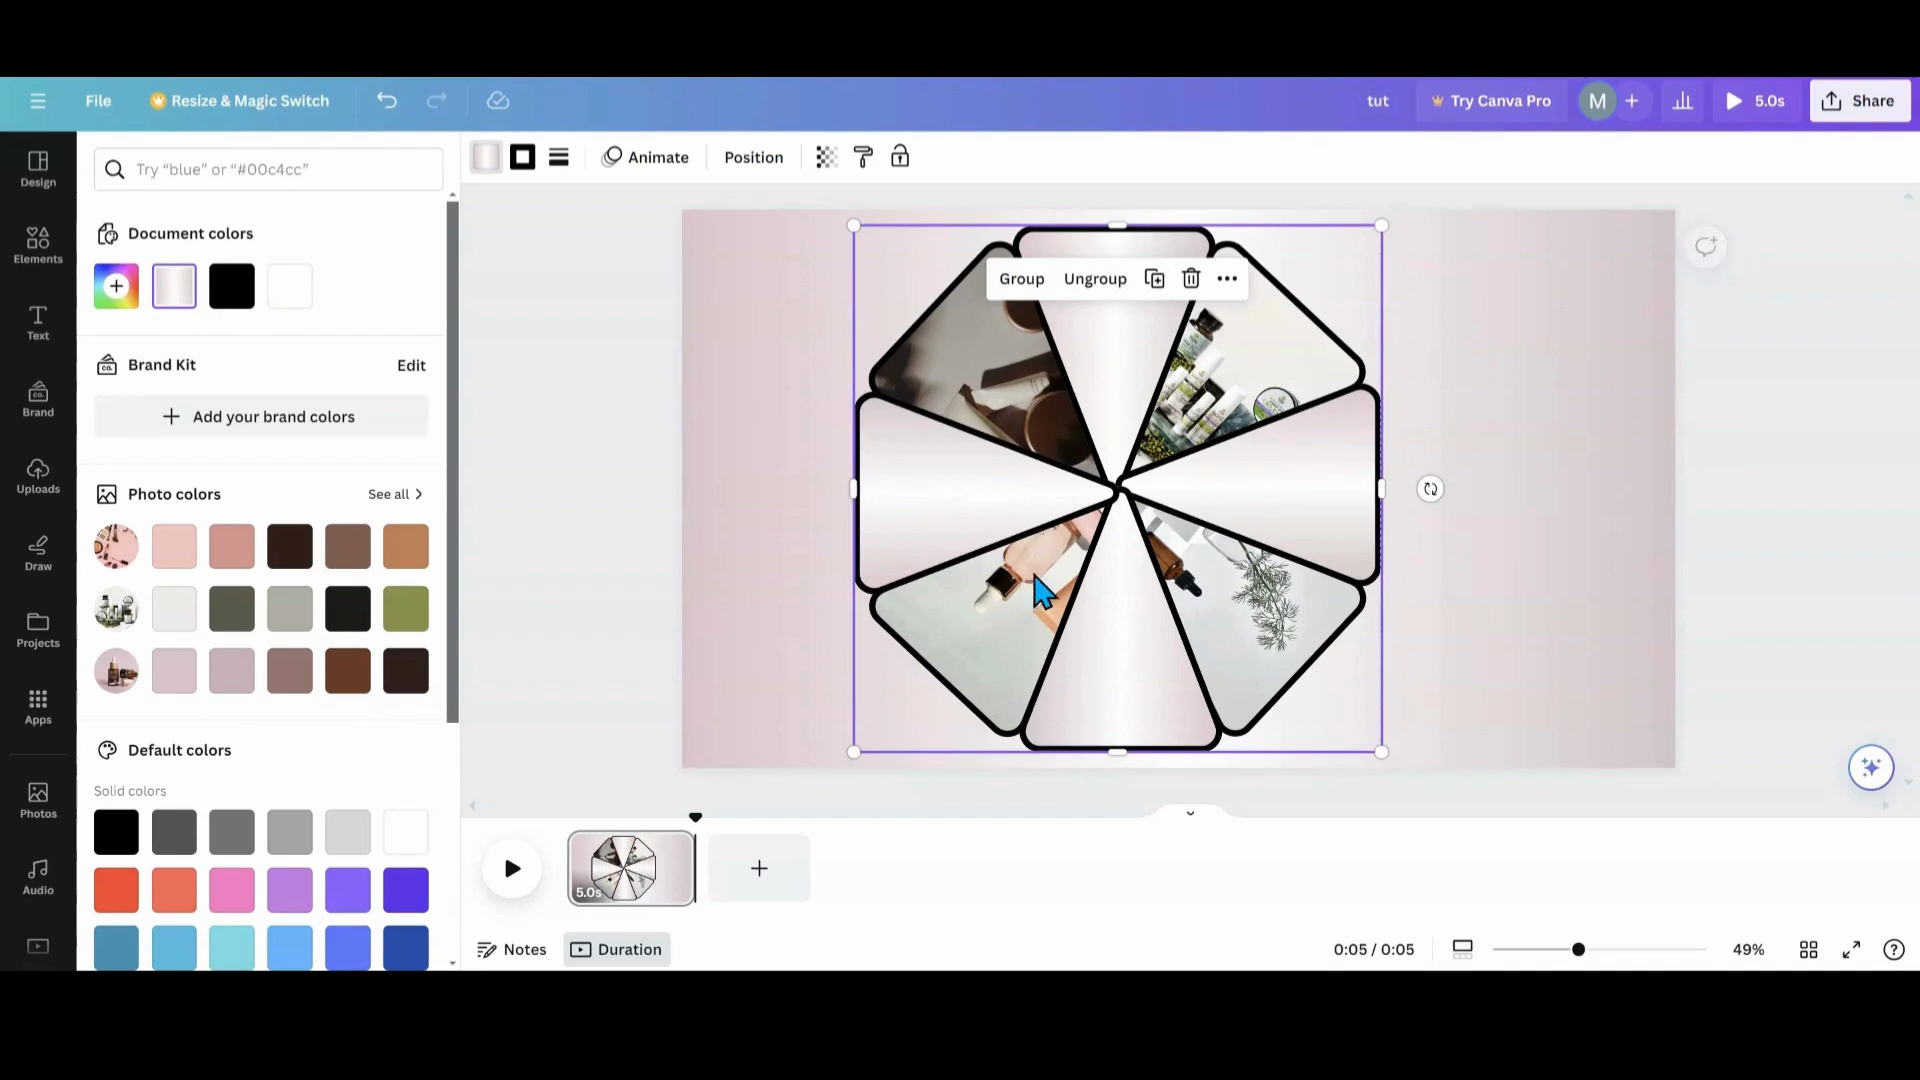 File
Resize & Magic Switch
tut
Try Canva Pro
M
5.0s
Share
Design
Elements
Text
Brand
Uploads
Draw
Projects
Apps
Photos
Audio
Try “blue” or “#00c4cc”
Document colors
Brand Kit
Edit
CO.
Add your brand colors
Photo colors
See all
Default colors
Solid colors
Animate
Position
Group
Ungroup
5.0s
Notes
Duration
0:05 / 0:05
49%